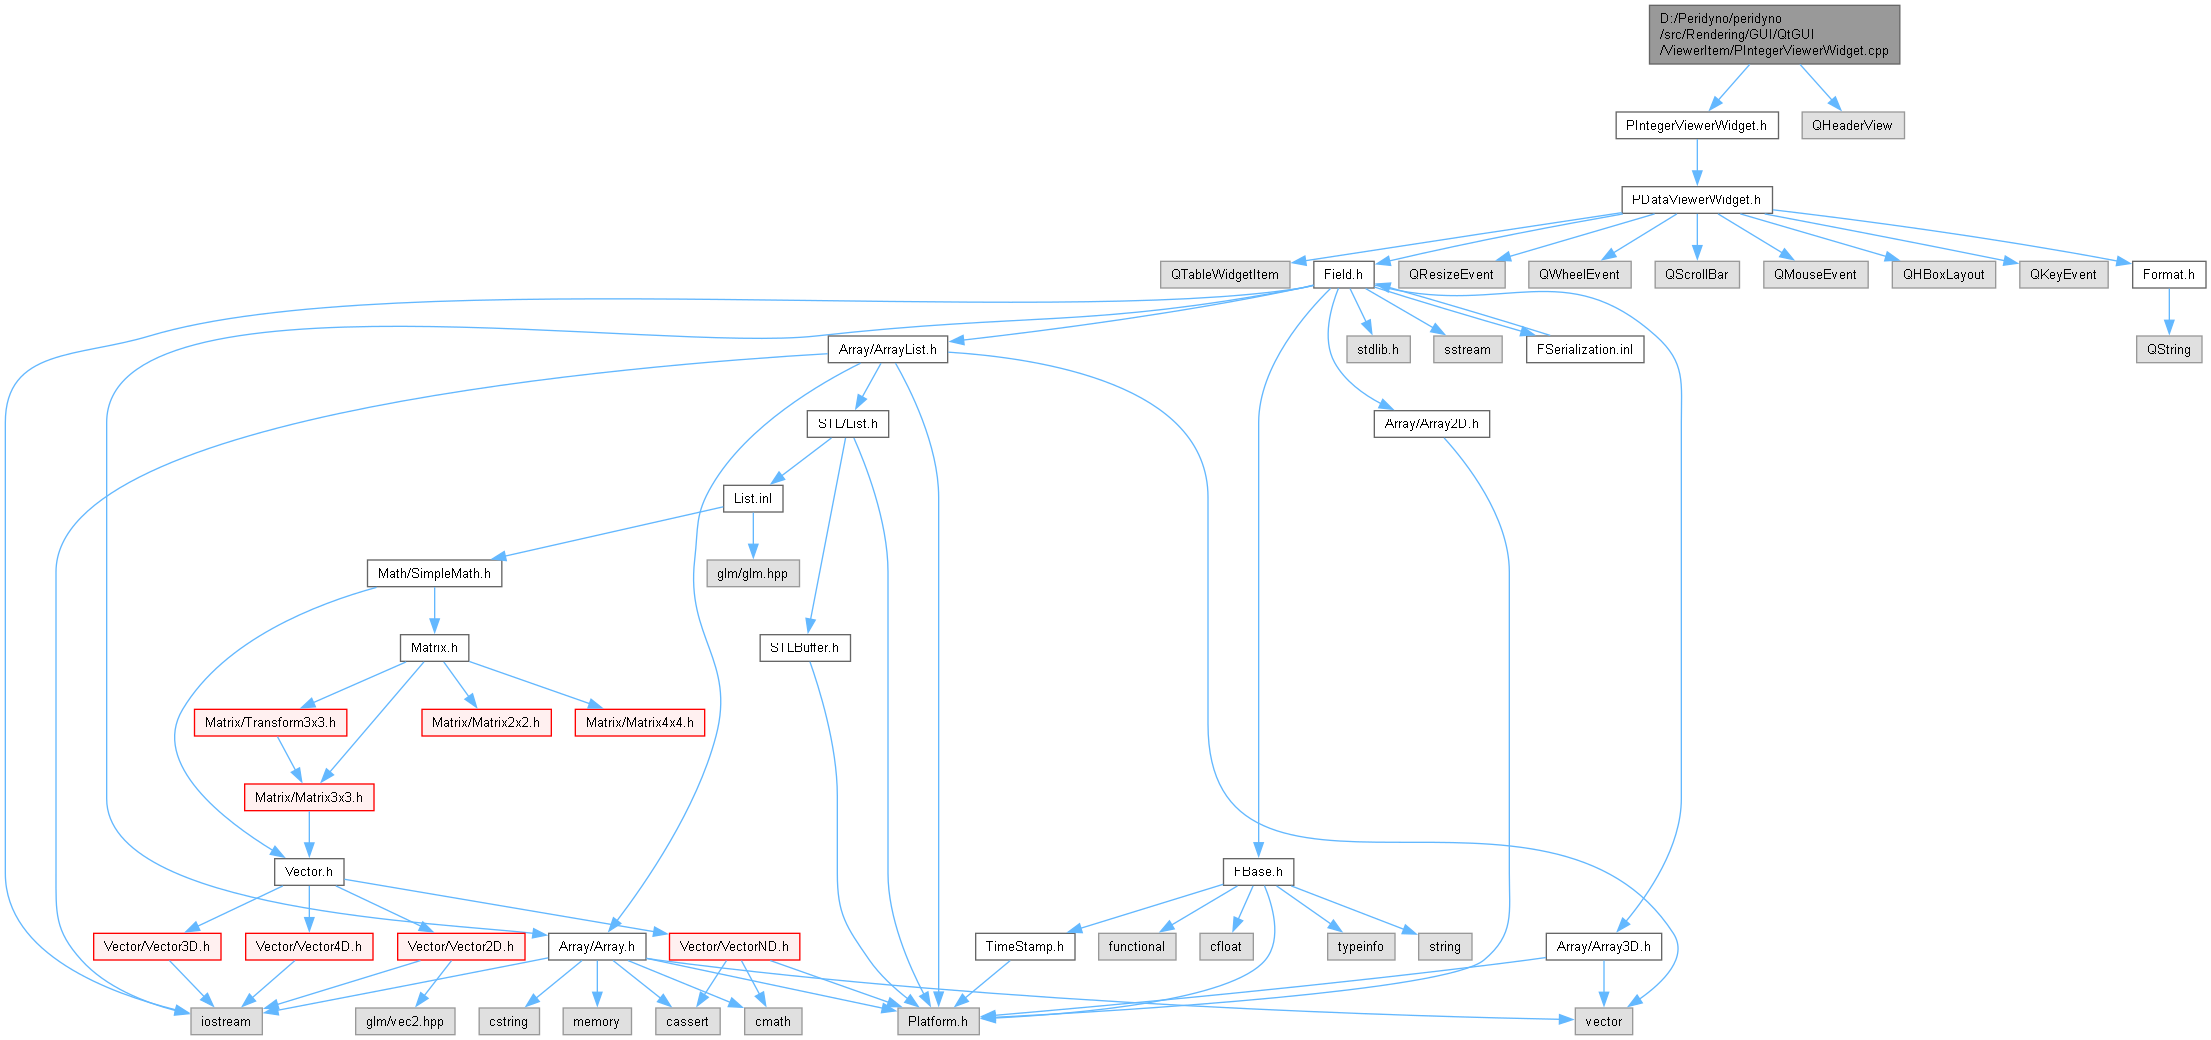 D:/Peridyno/peridyno
/src/Rendering/GUI/QtGUI
/ViewerItem/PIntegerViewerWidget.cpp
PIntegerViewerWidget.h
QHeaderView
PDataViewerWidget.h
QTableWidgetItem
Field.h
QResizeEvent
QWheelEvent
QScrollBar
QMouseEvent
QHBoxLayout
QKeyEvent
Format.h
Array/ArrayList.h
stdlib.h
sstream
FSerialization.inl
QString
STL/List.h
Array/Array2D.h
List.inl
Math/SimpleMath.h
glm/glm.hpp
Matrix.h
STLBuffer.h
Matrix/Transform3x3.h
Matrix/Matrix2x2.h
Matrix/Matrix4x4.h
Matrix/Matrix3x3.h
Vector.h
FBase.h
Vector/Vector3D.h
Vector/Vector4D.h
Vector/Vector2D.h
Array/Array.h
Vector/VectorND.h
TimeStamp.h
functional
cfloat
typeinfo
string
Array/Array3D.h
iostream
glm/vec2.hpp
cstring
memory
cassert
cmath
Platform.h
vector